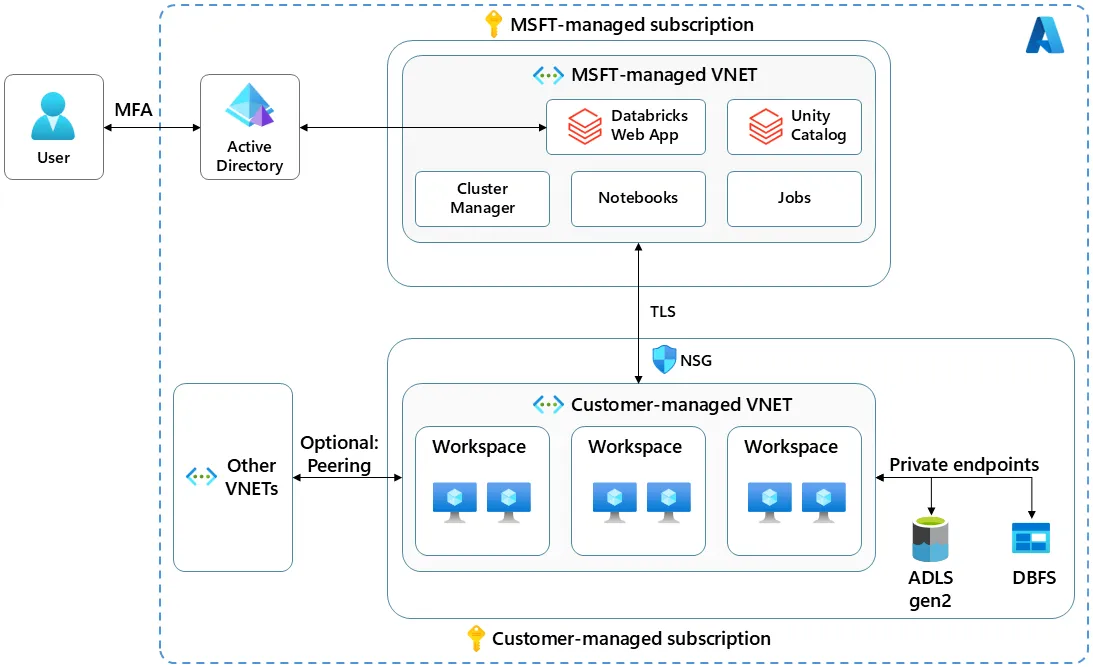 MSFT-managed subscription
MSFT-managed VNET
MFA
User
Active
Directory
Databricks
Web App
Unity
Catalog
Cluster
Manager
Notebooks
Jobs
TLS
NSG
Customer-managed VNET
Other
VNETs
Optional:
Peering
Workspace
Workspace
Workspace
Private endpoints
ADLS
gen2
DBFS
Customer-managed subscription